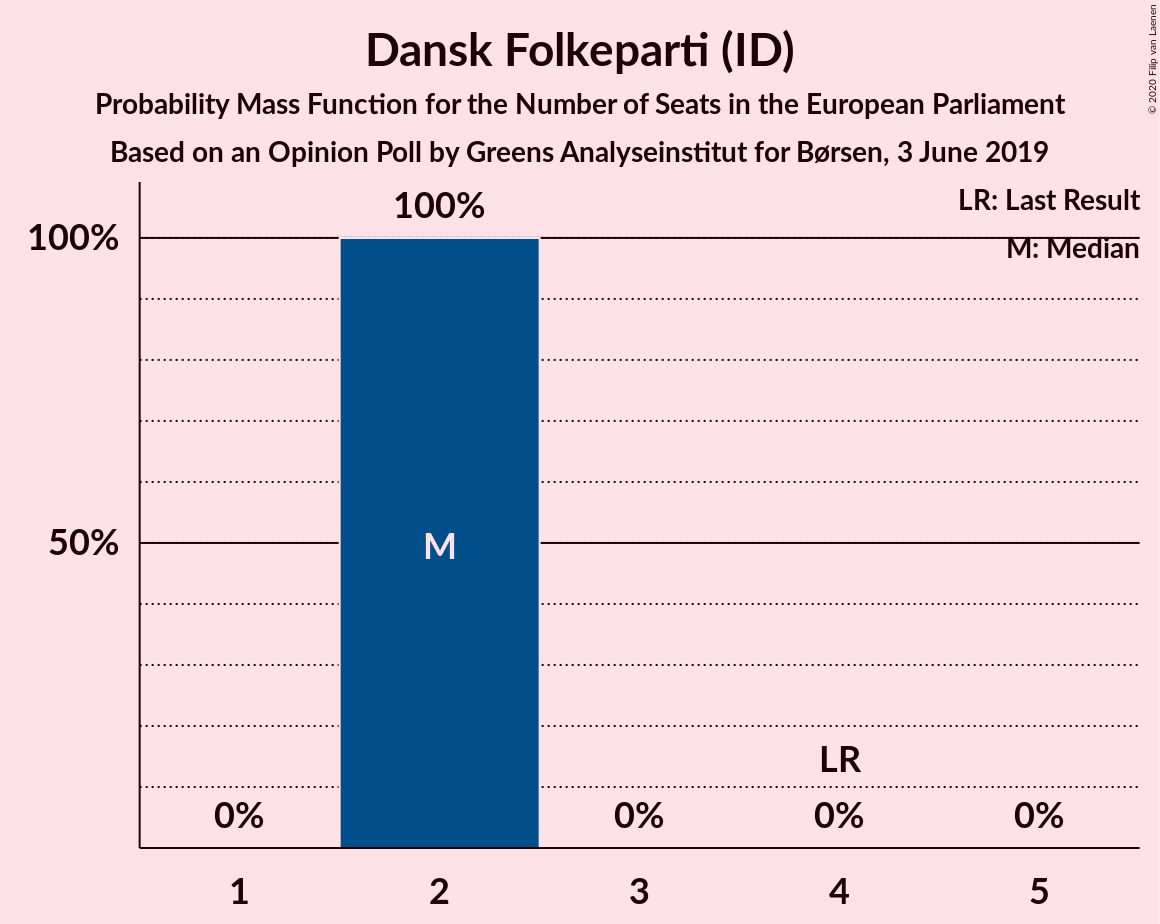 Dansk Folkeparti (ID)
Probability Mass Function for the Number of Seats in the European Parliament
Based on an Opinion Poll by Greens Analyseinstitut for Børsen, 3 June 2019
© 2020 Filip van Laenen
LR: Last Result
M: Median
100%
100%
50%
M
LR
0%
0%
0%
0%
1
2
3
4
5